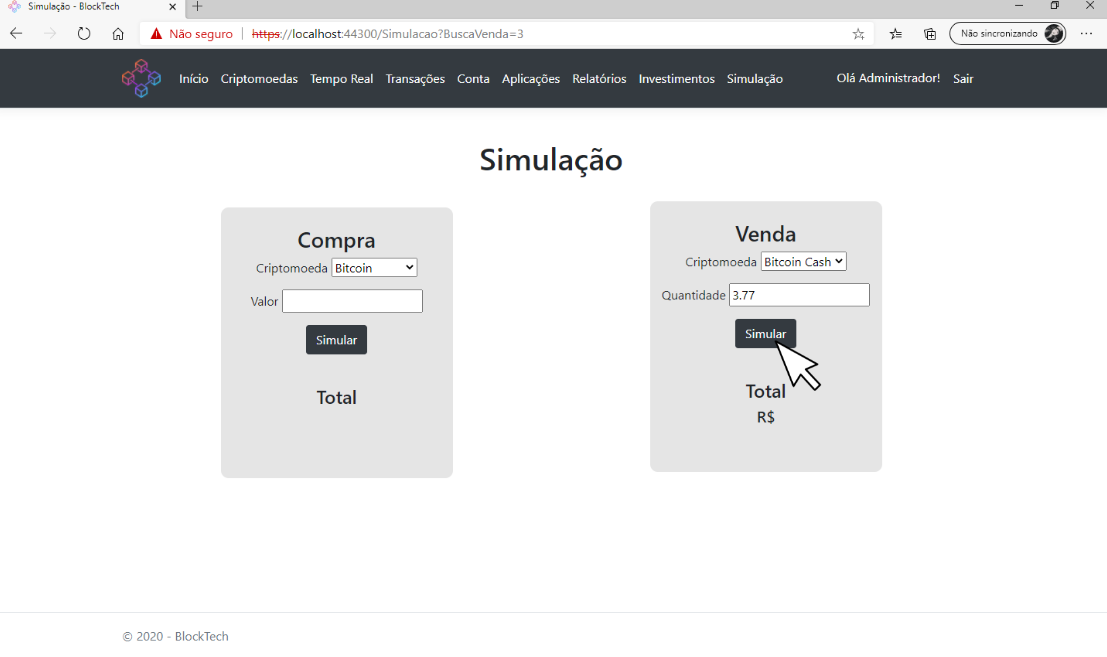 Simulação - BlockTech
Não seguro | https://localhost:44300/Simulacao?BuscaVenda=3
Não sincronizando
Início Criptomoedas Tempo Real Transações Conta Aplicações Relatórios Investimentos Simulação Olá Administrador! Sair
Simulação
Compra
Criptomoeda Bitcoin
Valor
Simular
Total
Venda
Criptomoeda Bitcoin Cash
Quantidade 3.77
Simular
Total
R$
© 2020 - BlockTech